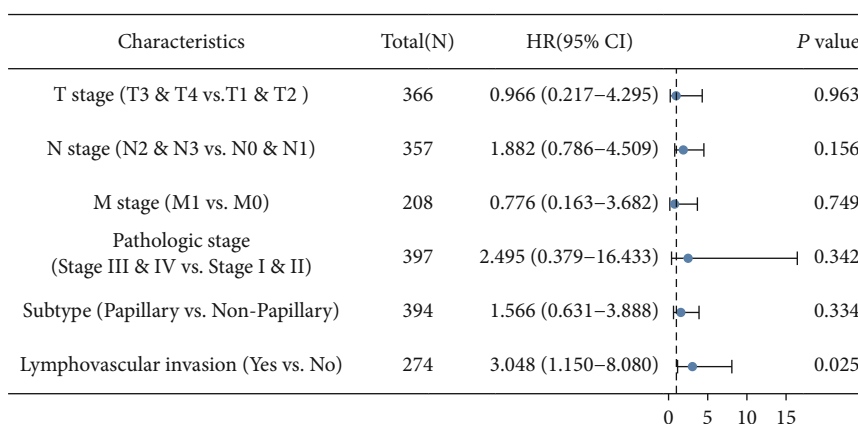 Characteristics Total(N) HR(95% CI) P value
T stage (T3 & T4 vs.T1 & T2 ) 366 0.966 (0.217−4.295) 0.963
N stage (N2 & N3 vs. N0 & N1) 357 1.882 (0.786−4.509) 0.156
M stage (M1 vs. M0) 208 0.776 (0.163−3.682) 0.749
Pathologic stage
(Stage III & IV vs. Stage I & II) 397 2.495 (0.379−16.433) 0.342
Subtype (Papillary vs. Non-Papillary) 394 1.566 (0.631−3.888) 0.334
Lymphovascular invasion (Yes vs. No) 274 3.048 (1.150−8.080) 0.025
0 5 10 15